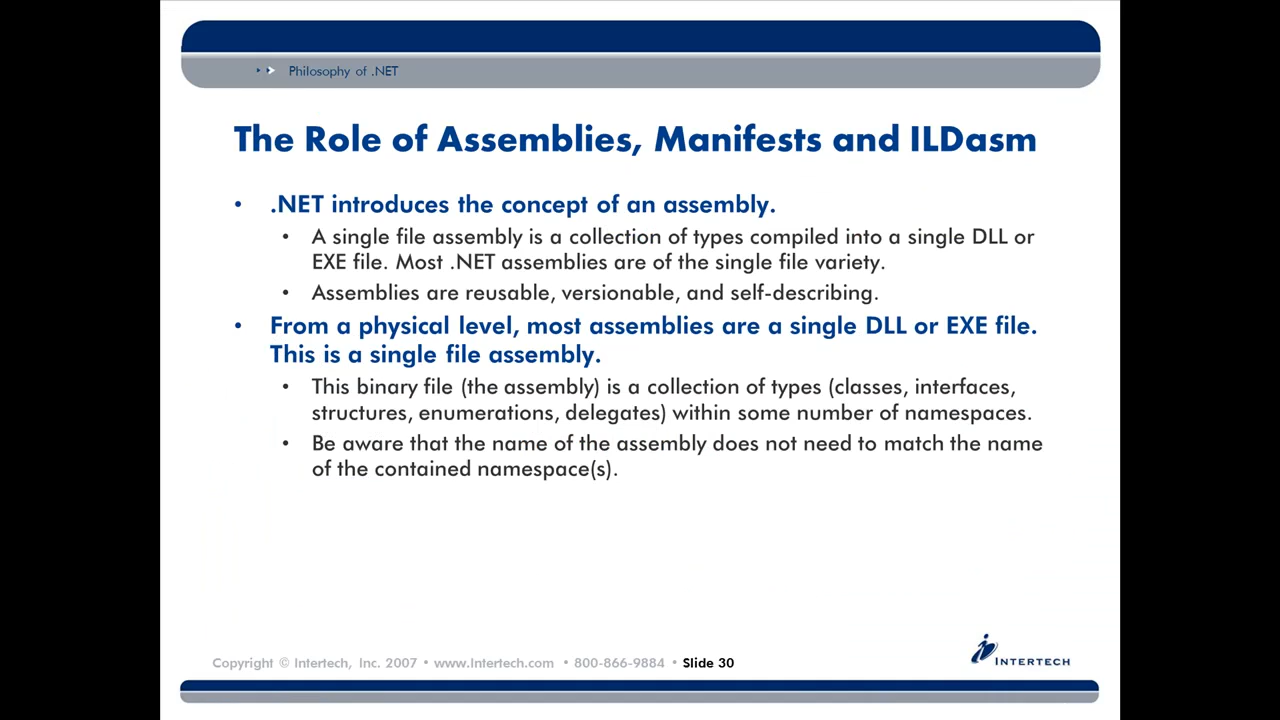 Philosophy of .NET
The Role of Assemblies, Manifests and ILDasm
• .NET introduces the concept of an assembly.
• A single file assembly is a collection of types compiled into a single DLL or
EXE file. Most .NET assemblies are of the single file variety.
• Assemblies are reusable, versionable, and self-describing.
• From a physical level, most assemblies are a single DLL or EXE file.
This is a single file assembly.
• This binary file (the assembly) is a collection of types (classes, interfaces,
structures, enumerations, delegates) within some number of namespaces.
• Be aware that the name of the assembly does not need to match the name
of the contained namespace(s).
Copyright © Intertech, Inc. 2007 • www.Intertech.com • 800-866-9884 • Slide 30
INTERTECH